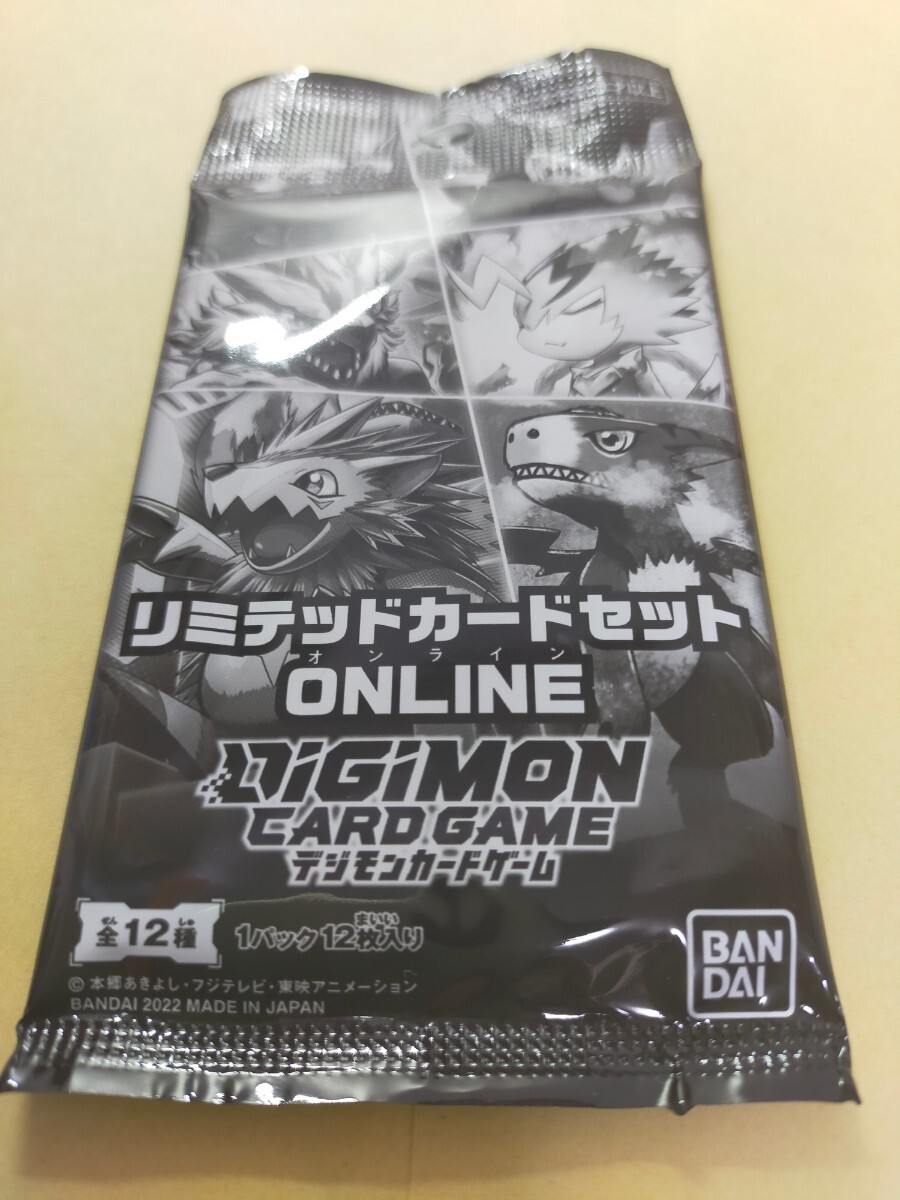 リミテッドカードセット
オンライン
ONLINE
DiGiMON
CARD GAME
デジモンカードゲーム
ぜん しゅ
全12種
まいい
1パック12枚入り
BAN
DAI
© 本郷あきよし・フジテレビ・東映アニメーション
BANDAI 2022 MADE IN JAPAN